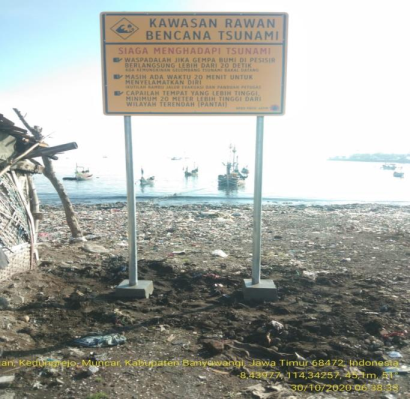 KAWASAN RAWAN
BENCANA TSUNAMI
SIAGA MENGHADAPI TSUNAMI
WASPADALAH JIKA GEMPA BUMI DI PESISIR
BERLANGSUNG LEBIH DARI 20 DETIK
MASIH ADA WAKTU 20 MENIT UNTUK
MENYELAMATKAN DIRI
CAPAILAH TEMPAT YANG LEBIH TINGGI,
MINIMUM 20 METER LEBIH TINGGI DARI
WILAYAH TERENDAH (PANTAI)
Kedungrejo, Muncar, Kabupaten Banyuwangi, Jawa Timur 68472, Indonesia
30/10/2020 06:38:35